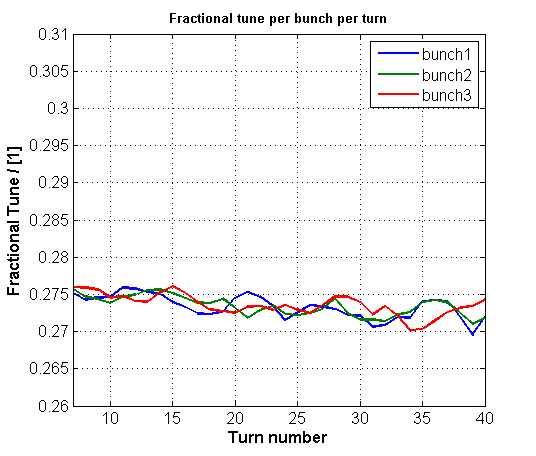 Fractional tune per bunch per turn
0.31
0.305
0.3
0.295
0.29
0.285
0.28
0.275
0.27
0.265
0.26
Fractional Tune / [1]
bunch1
bunch2
bunch3
10 15 20 25 30 35 40
Turn number